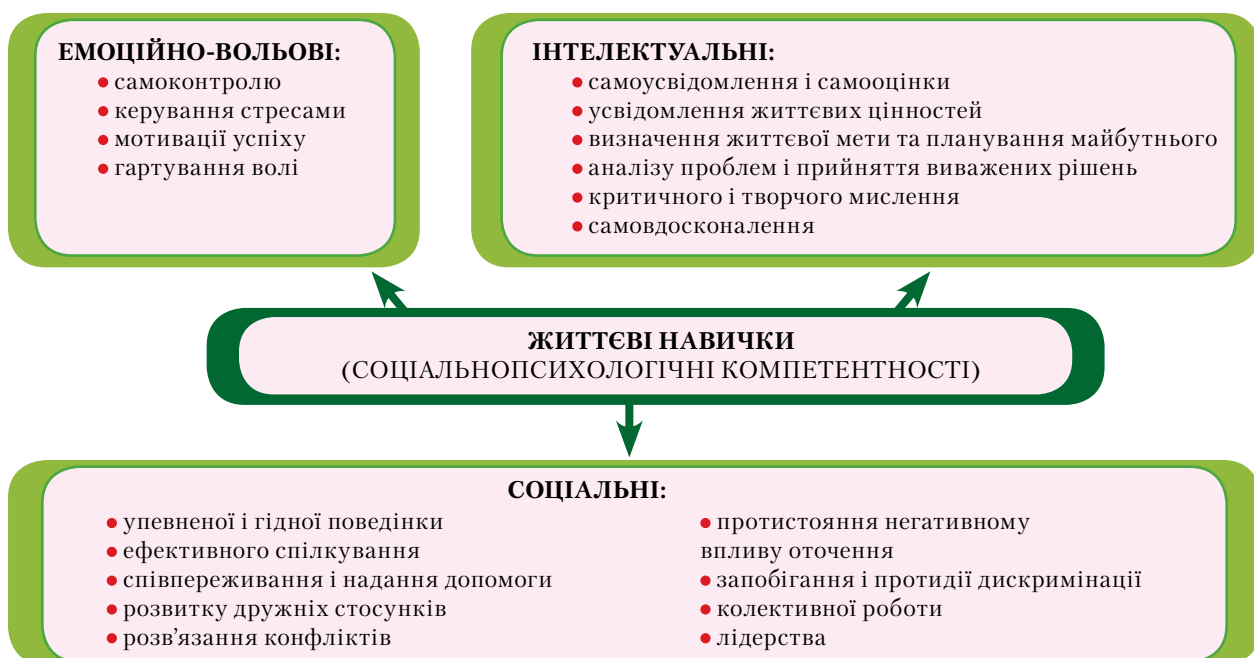 ЕМОЦІЙНО-ВОЛЬОВІ:
• самоконтролю
• керування стресами
• мотивації успіху
• гартування волі
ІНТЕЛЕКТУАЛЬНІ:
• самоусвідомлення і самооцінки
• усвідомлення життєвих цінностей
• визначення життєвої мети та планування майбутнього
• аналізу проблем і прийняття виважених рішень
• критичного і творчого мислення
• самовдосконалення
ЖИТТЄВІ НАВИЧКИ
(СОЦІАЛЬНОПСИХОЛОГІЧНІ КОМПЕТЕНТНОСТІ)
СОЦІАЛЬНІ:
• упевненої і гідної поведінки
• ефективного спілкування
• співпереживання і надання допомоги
• розвитку дружніх стосунків
• розв'язання конфліктів
• протистояння негативному
впливу оточення
• запобігання і протидії дискримінації
• колективної роботи
• лідерства